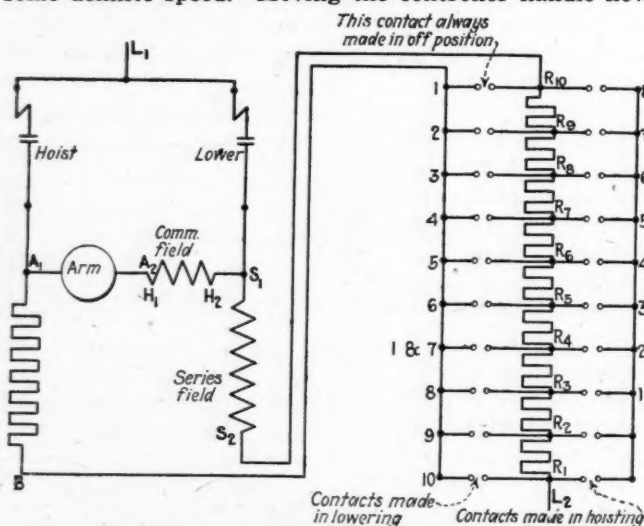 This contact always
made in off position
L1
Hoist
Lower
Comm.
field
A1
Arm
A2
H1
H2
S1
Series
field
S2
B
1
2
3
4
5
6
1 & 7
8
9
10
R10
R9
R8
R7
R6
R5
R4
R3
R2
R1
8
7
6
5
4
3
2
1
L2
Contacts made
in lowering
Contacts made in hoisting